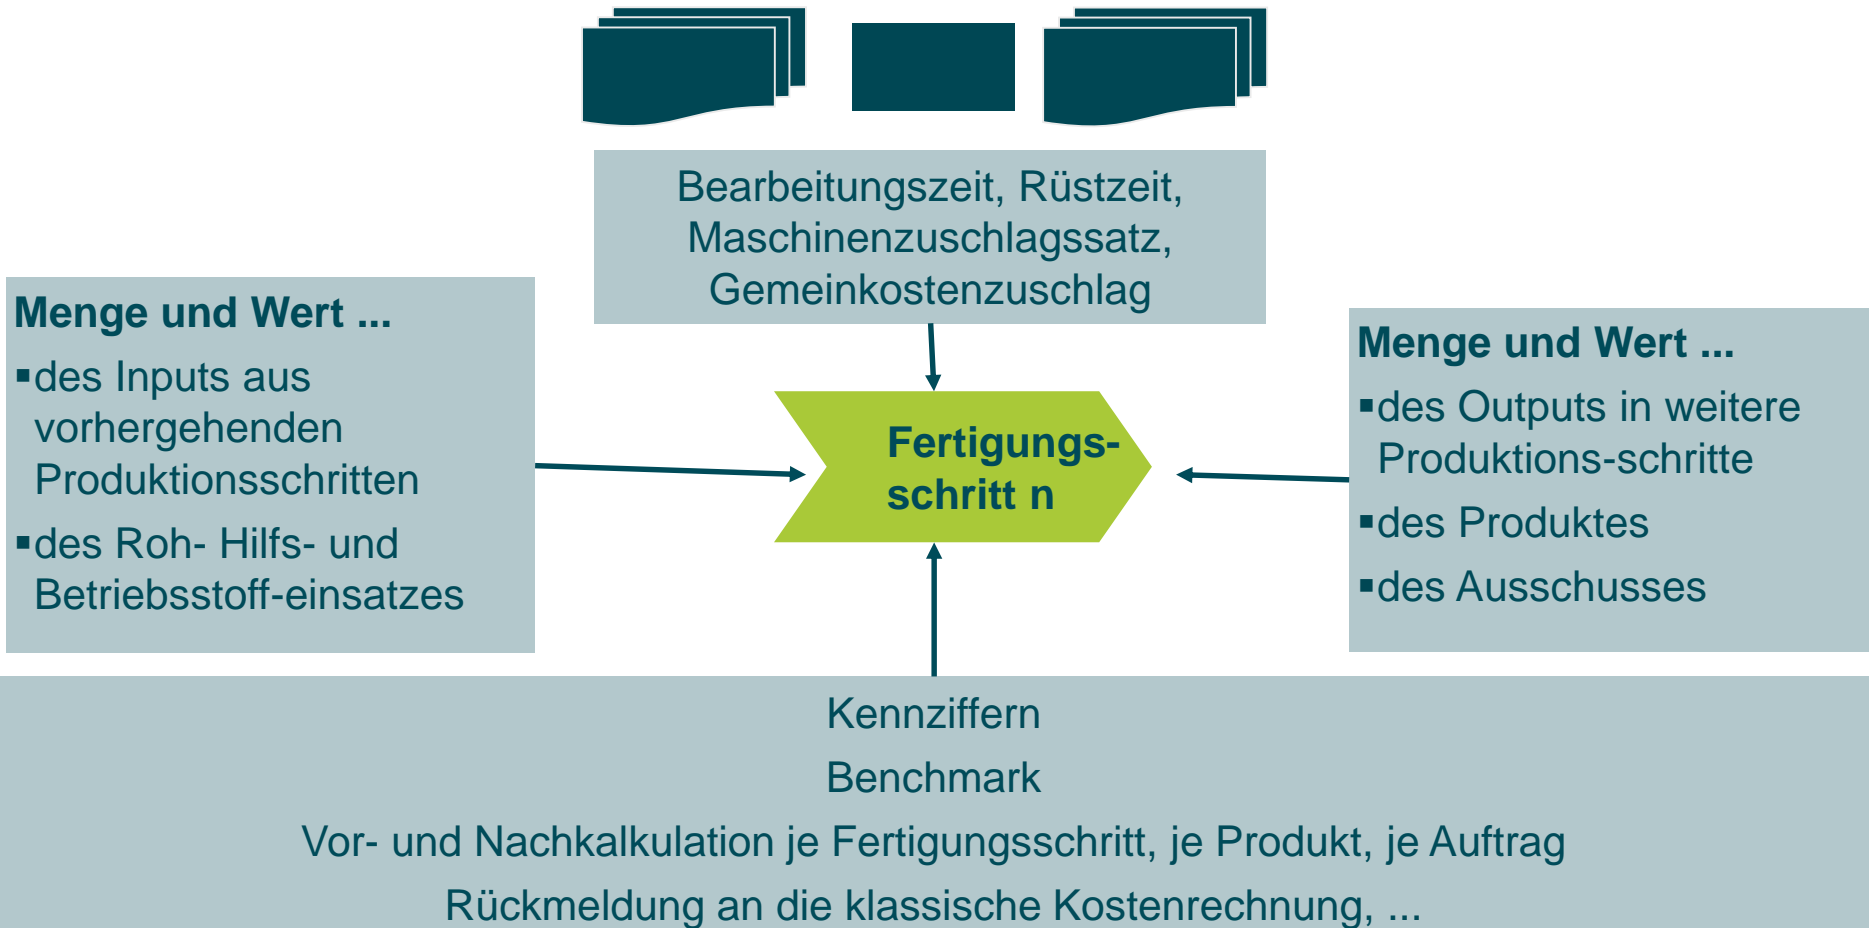 Bearbeitungszeit, Rüstzeit,
Maschinenzuschlagssatz,
Gemeinkostenzuschlag
Menge und Wert ...
▪des Inputs aus
vorhergehenden
Produktionsschritten
▪des Roh- Hilfs- und
Betriebsstoff-einsatzes
Fertigungs-
schritt n
Menge und Wert ...
▪des Outputs in weitere
Produktions-schritte
▪des Produktes
▪des Ausschusses
Kennziffern
Benchmark
Vor- und Nachkalkulation je Fertigungsschritt, je Produkt, je Auftrag
Rückmeldung an die klassische Kostenrechnung, ...